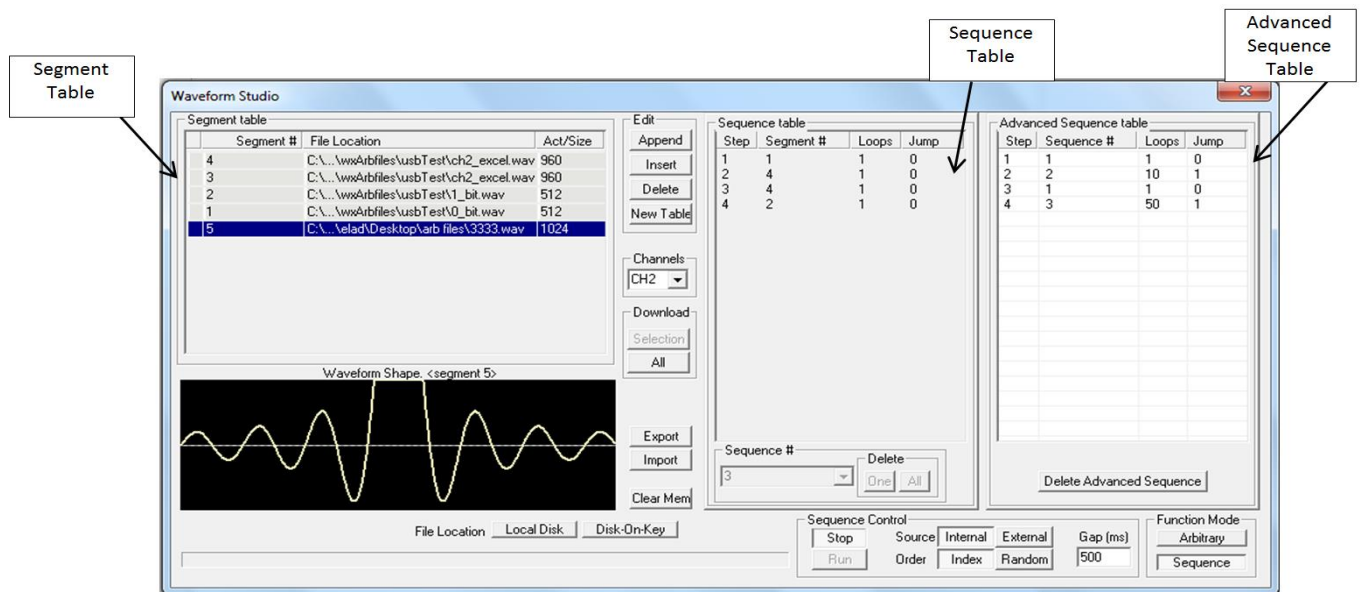 Segment
Table
Sequence
Table
Advanced
Sequence
Table
Waveform Studio
Segment table
Segment # File Location Act/Size
4 C:\...\wxArbfiles\usbTest\ch2_excel.wav 960
3 C:\...\wxArbfiles\usbTest\ch2_excel.wav 960
2 C:\...\wxArbfiles\usbTest\1_bit.wav 512
1 C:\...\wxArbfiles\usbTest\0_bit.wav 512
5 C:\...\elad\Desktop\arb files\3333.wav 1024
Waveform Shape, <segment 5>
Edit
Append
Insert
Delete
New Table
Channels
CH2
Download
Selection
All
Export
Import
Clear Mem
Sequence table
Step Segment # Loops Jump
1 1 1 0
2 4 1 0
3 4 1 0
4 2 1 0
Sequence #
3
Delete
One All
Advanced Sequence table
Step Sequence # Loops Jump
1 1 1 0
2 2 10 1
3 1 1 0
4 3 50 1
Delete Advanced Sequence
File Location Local Disk Disk-On-Key
Sequence Control
Stop Source Internal External Gap (ms)
Run Order Index Random 500
Function Mode
Arbitrary
Sequence